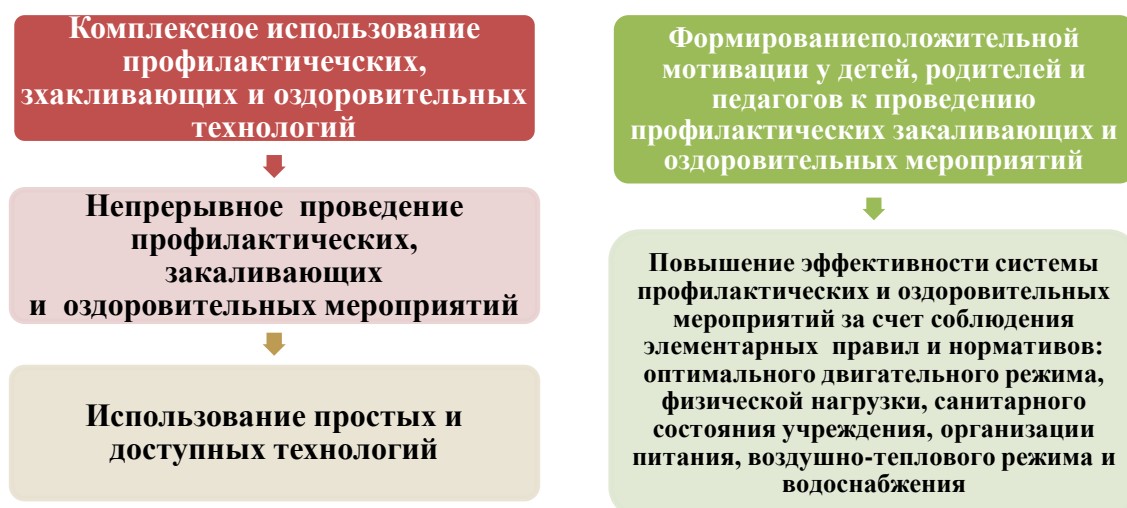 Комплексное использование
профилактичечских,
зхакливающих и оздоровительных
технологий
Непрерывное проведение
профилактических,
закаливающих
и оздоровительных мероприятий
Использование простых и
доступных технологий
Формированиеположительной
мотивации у детей, родителей и
педагогов к проведению
профилактических закаливающих и
оздоровительных мероприятий
Повышение эффективности системы
профилактических и оздоровительных
мероприятий за счет соблюдения
элементарных правил и нормативов:
оптимального двигательного режима,
физической нагрузки, санитарного
состояния учреждения, организации
питания, воздушно-теплового режима и
водоснабжения